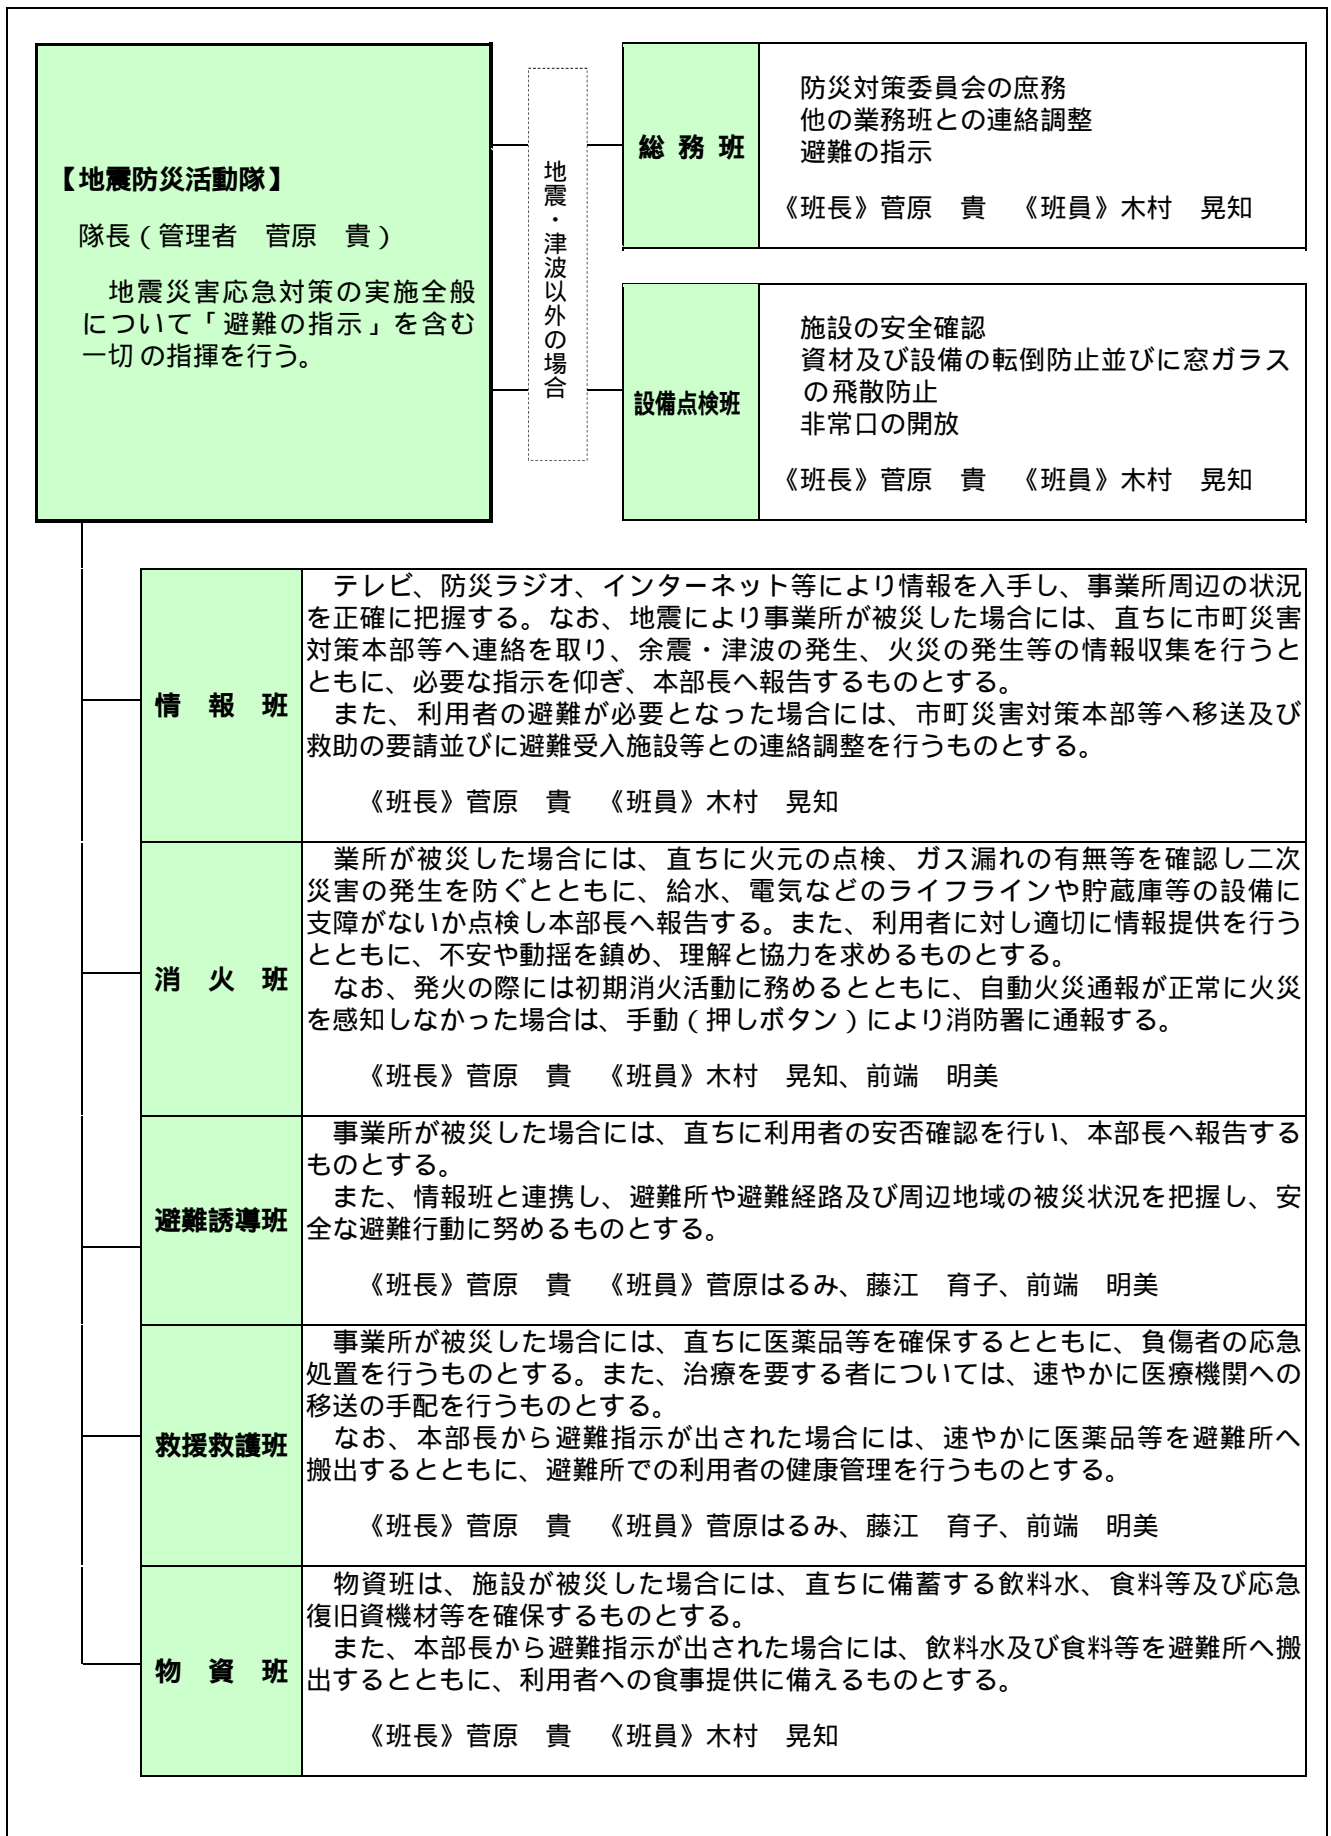 【地震防災活動隊】
隊長（管理者　菅原　貴）
地震災害応急対策の実施全般
について「避難の指示」を含む
一切の指揮を行う。
地震・津波以外の場合
総 務 班
防災対策委員会の庶務
他の業務班との連絡調整
避難の指示
《班長》菅原　貴　《班員》木村　晃知
設備点検班
施設の安全確認
資材及び設備の転倒防止並びに窓ガラス
の飛散防止
非常口の開放
《班長》菅原　貴　《班員》木村　晃知
情　報　班
テレビ、防災ラジオ、インターネット等により情報を入手し、事業所周辺の状況
を正確に把握する。なお、地震により事業所が被災した場合には、直ちに市町災害
対策本部等へ連絡を取り、余震・津波の発生、火災の発生等の情報収集を行うと
ともに、必要な指示を仰ぎ、本部長へ報告するものとする。
また、利用者の避難が必要となった場合には、市町災害対策本部等へ移送及び
救助の要請並びに避難受入施設等との連絡調整を行うものとする。
《班長》菅原　貴　《班員》木村　晃知
消　火　班
業所が被災した場合には、直ちに火元の点検、ガス漏れの有無等を確認し二次
災害の発生を防ぐとともに、給水、電気などのライフラインや貯蔵庫等の設備に
支障がないか点検し本部長へ報告する。また、利用者に対し適切に情報提供を行う
とともに、不安や動揺を鎮め、理解と協力を求めるものとする。
なお、発火の際には初期消火活動に務めるとともに、自動火災通報が正常に火災
を感知しなかった場合は、手動（押しボタン）により消防署に通報する。
《班長》菅原　貴　《班員》木村　晃知、前端　明美
避難誘導班
事業所が被災した場合には、直ちに利用者の安否確認を行い、本部長へ報告する
ものとする。
また、情報班と連携し、避難所や避難経路及び周辺地域の被災状況を把握し、安
全な避難行動に努めるものとする。
《班長》菅原　貴　《班員》菅原はるみ、藤江　育子、前端　明美
救援救護班
事業所が被災した場合には、直ちに医薬品等を確保するとともに、負傷者の応急
処置を行うものとする。また、治療を要する者については、速やかに医療機関への
移送の手配を行うものとする。
なお、本部長から避難指示が出された場合には、速やかに医薬品等を避難所へ
搬出するとともに、避難所での利用者の健康管理を行うものとする。
《班長》菅原　貴　《班員》菅原はるみ、藤江　育子、前端　明美
物　資　班
物資班は、施設が被災した場合には、直ちに備蓄する飲料水、食料等及び応急
復旧資機材等を確保するものとする。
また、本部長から避難指示が出された場合には、飲料水及び食料等を避難所へ搬
出するとともに、利用者への食事提供に備えるものとする。
《班長》菅原　貴　《班員》木村　晃知